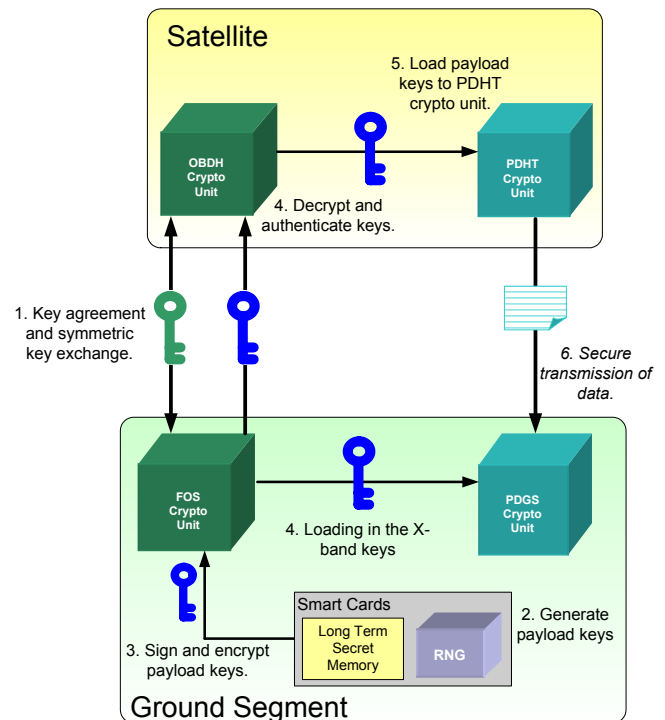 Satellite
5. Load payload
keys to PDHT
crypto unit.
OBDH
Crypto
Unit
PDHT
Crypto
Unit
4. Decrypt and
authenticate keys.
1. Key agreement
and symmetric
key exchange.
6. Secure
transmission of
data.
FOS
Crypto
Unit
PDGS
Crypto
Unit
4. Loading in the X-
band keys
Smart Cards
Long Term
Secret
Memory
RNG
2. Generate
payload keys
3. Sign and encrypt
payload keys.
Ground Segment